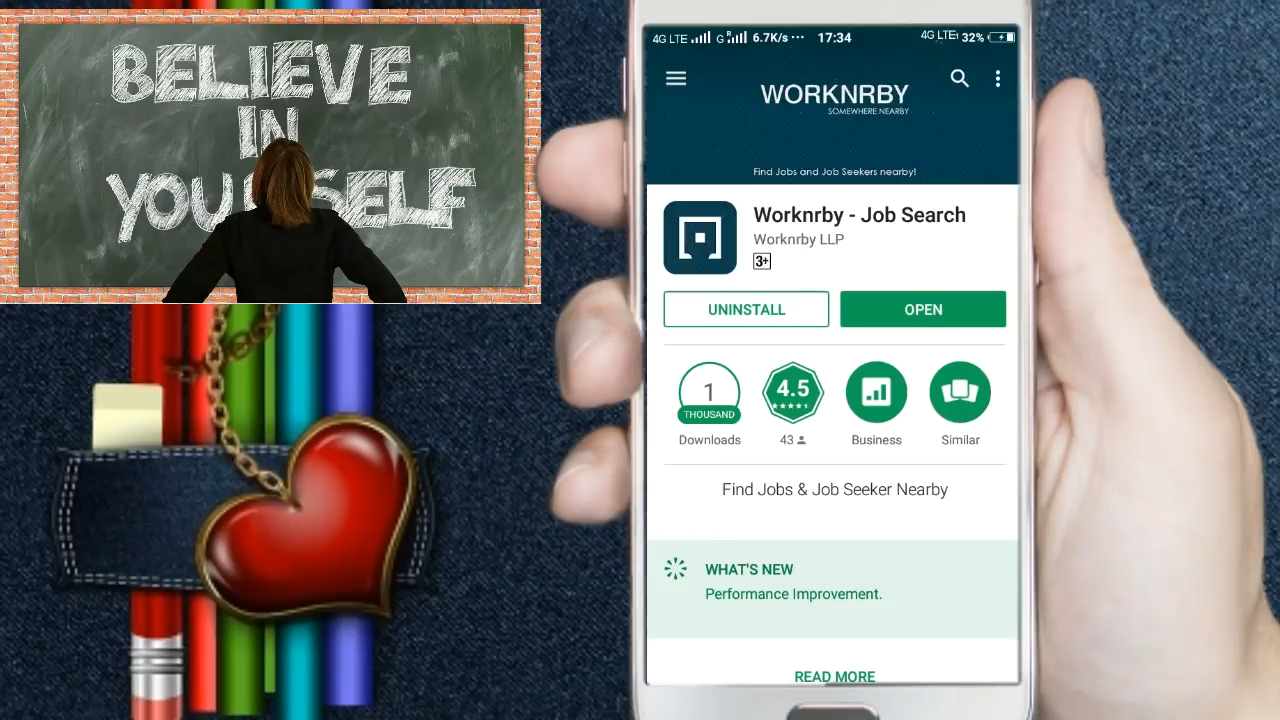 BELIEVE
IN
YOURSELF
4G LTE G R 6.7K/s ··· 17:34 4G LTE 32%
WORKNRBY
SOMEWHERE NEARBY
Find Jobs and Job Seekers nearby!
Worknrby - Job Search
Worknrby LLP
3+
UNINSTALL OPEN
1 4.5
THOUSAND
Downloads 43 Business Similar
Find Jobs & Job Seeker Nearby
WHAT'S NEW
Performance Improvement.
READ MORE